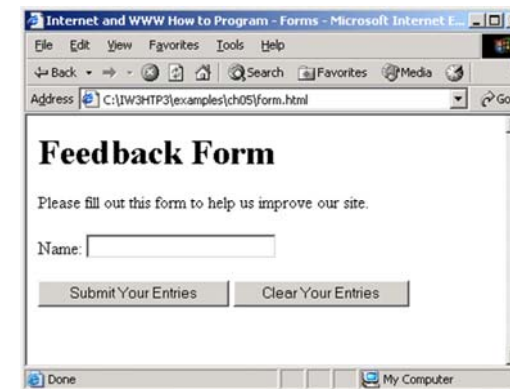 Internet and WWW How to Program - Forms - Microsoft Internet E...
File Edit View Favorites Tools Help
Back Search Favorites Media
Address C:\IW3HTP3\examples\ch05\form.html Go
Feedback Form
Please fill out this form to help us improve our site.
Name:
Submit Your Entries Clear Your Entries
Done My Computer